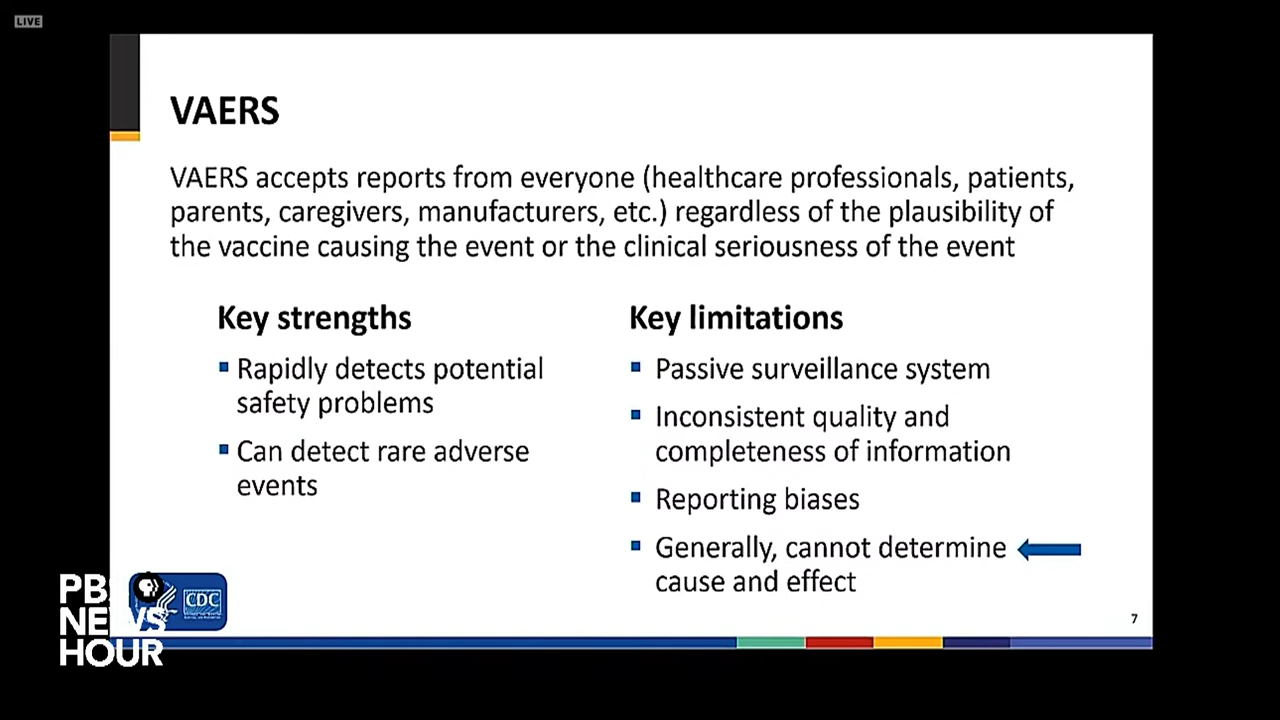 LIVE
VAERS
VAERS accepts reports from everyone (healthcare professionals, patients,
parents, caregivers, manufacturers, etc.) regardless of the plausibility of
the vaccine causing the event or the clinical seriousness of the event
Key strengths
▪ Rapidly detects potential
safety problems
▪ Can detect rare adverse
events
Key limitations
▪ Passive surveillance system
▪ Inconsistent quality and
completeness of information
▪ Reporting biases
▪ Generally, cannot determine
cause and effect
CDC
PBS
NEWS
HOUR
7